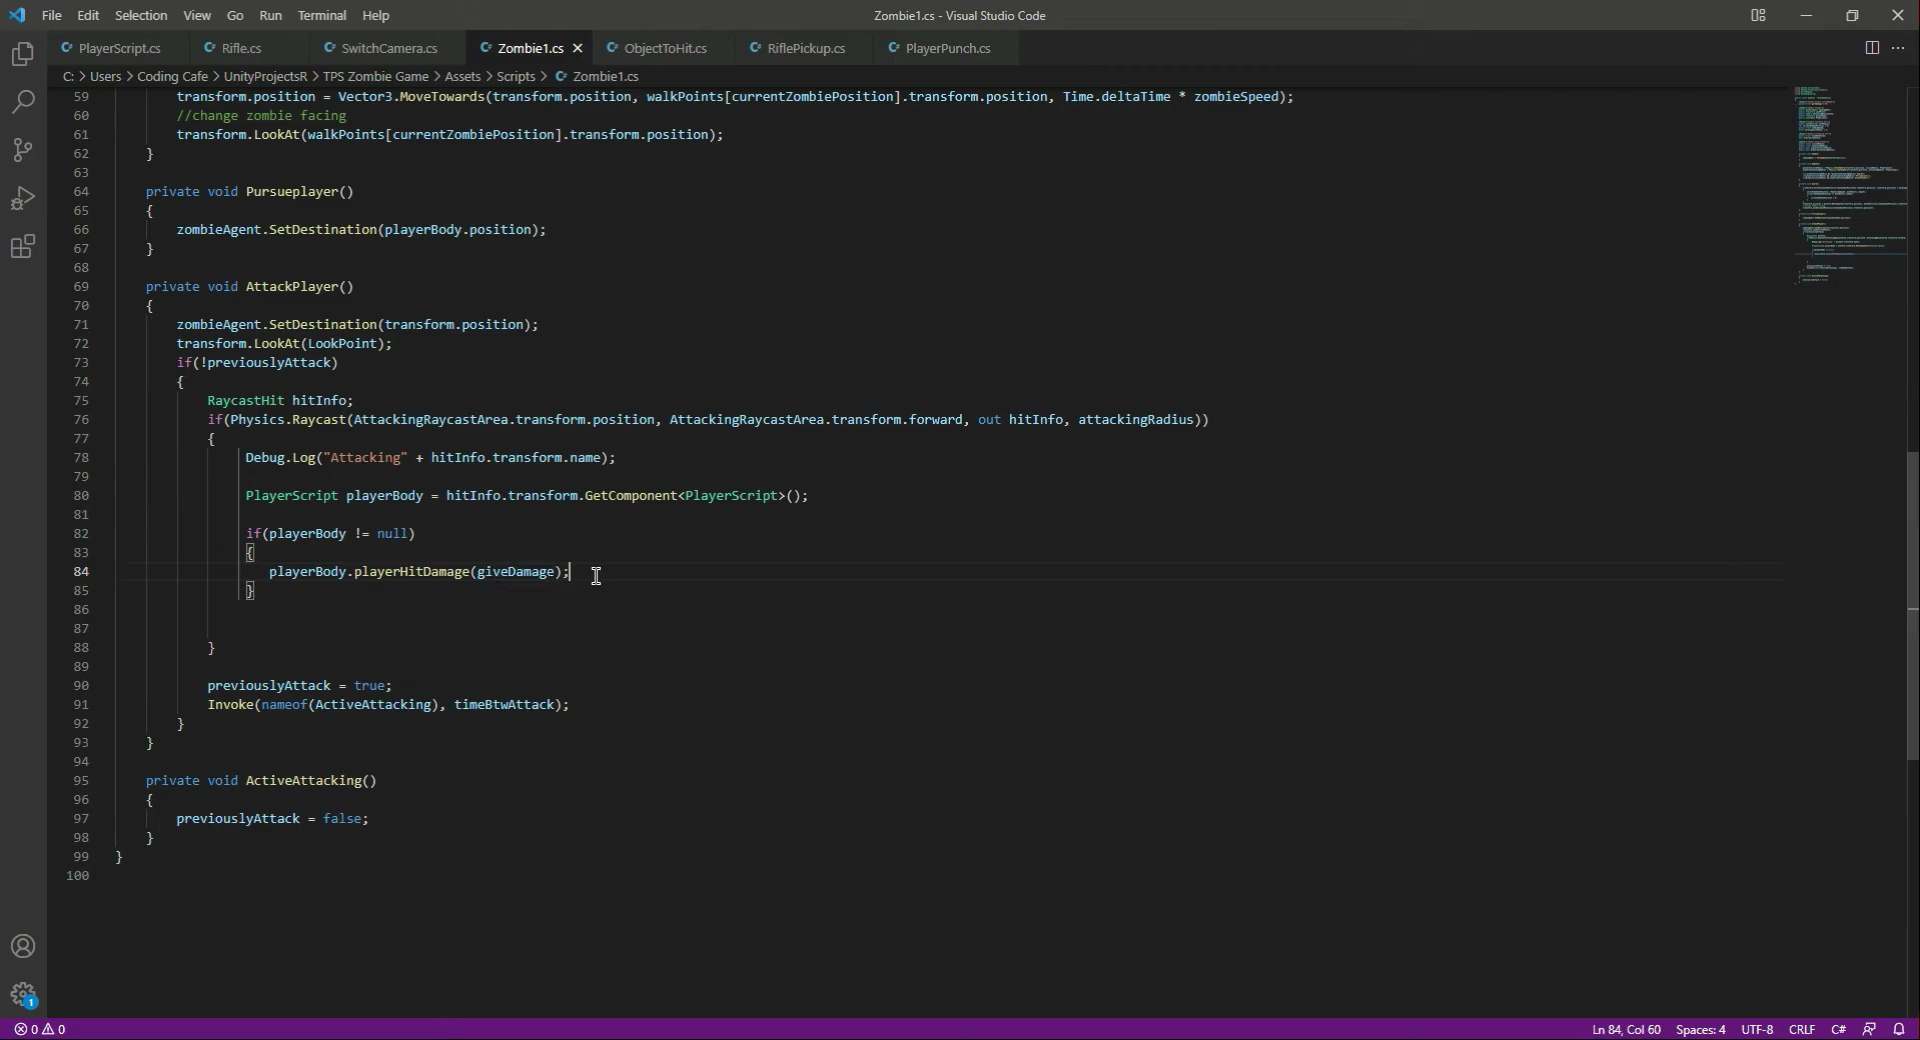 File Edit Selection View Go Run Terminal Help
Zombie1.cs - Visual Studio Code
PlayerScript.cs Rifle.cs SwitchCamera.cs Zombie1.cs ObjectToHit.cs RiflePickup.cs PlayerPunch.cs
C: > Users > Coding Cafe > UnityProjectsR > TPS Zombie Game > Assets > Scripts > Zombie1.cs
59 transform.position = Vector3.MoveTowards(transform.position, walkPoints[currentZombiePosition].transform.position, Time.deltaTime * zombieSpeed);
60 //change zombie facing
61 transform.LookAt(walkPoints[currentZombiePosition].transform.position);
62 }
63
64 private void Pursueplayer()
65 {
66 zombieAgent.SetDestination(playerBody.position);
67 }
68
69 private void AttackPlayer()
70 {
71 zombieAgent.SetDestination(transform.position);
72 transform.LookAt(LookPoint);
73 if(!previouslyAttack)
74 {
75 RaycastHit hitInfo;
76 if(Physics.Raycast(AttackingRaycastArea.transform.position, AttackingRaycastArea.transform.forward, out hitInfo, attackingRadius))
77 {
78 Debug.Log("Attacking" + hitInfo.transform.name);
79
80 PlayerScript playerBody = hitInfo.transform.GetComponent<PlayerScript>();
81
82 if(playerBody != null)
83 {
84 playerBody.playerHitDamage(giveDamage);
85 }
86
87
88 }
89
90 previouslyAttack = true;
91 Invoke(nameof(ActiveAttacking), timeBtwAttack);
92 }
93 }
94
95 private void ActiveAttacking()
96 {
97 previouslyAttack = false;
98 }
99 }
100
1
0 0 Ln 84, Col 60 Spaces: 4 UTF-8 CRLF C#